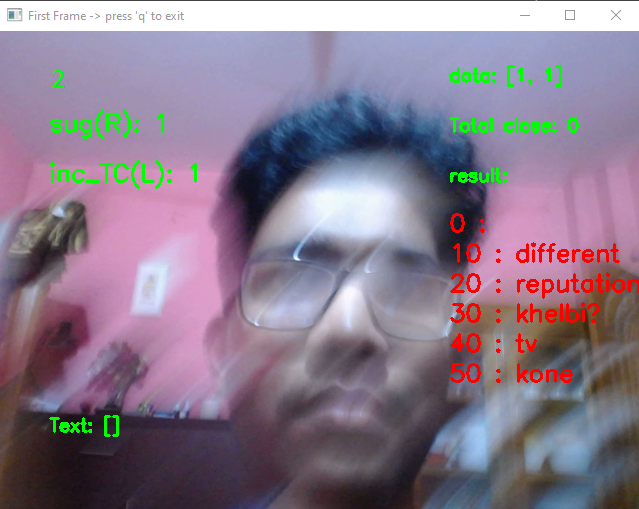 First Frame -> press 'q' to exit
2
sug(R): 1
inc_TC(L): 1
data: [1, 1]
Total close: 0
result:
0 :
10 : different
20 : reputation
30 : khelbi?
40 : tv
50 : kone
Text: []